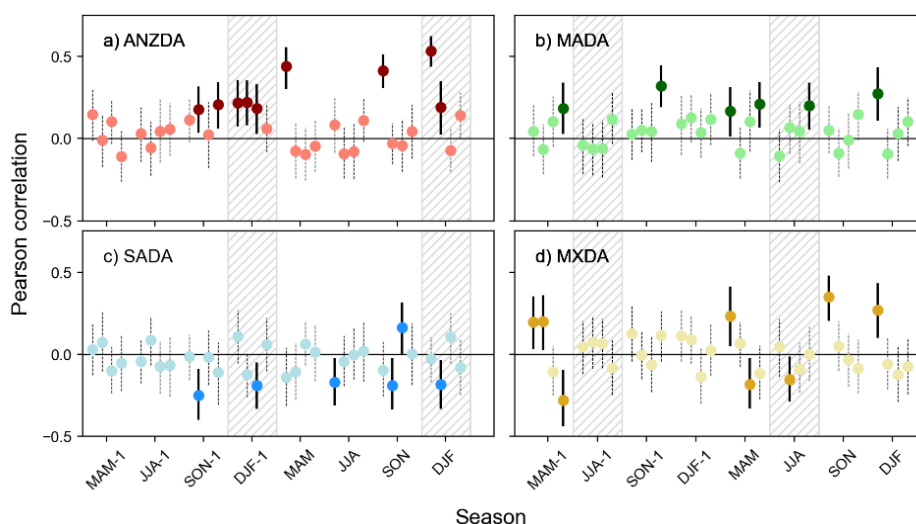 a) ANZDA
b) MADA
0.5
0.0
−0.5
c) SADA
d) MXDA
0.5
0.0
−0.5
Pearson correlation
MAM-1 JJA-1 SON-1 DJF-1 MAM JJA SON DJF
MAM-1 JJA-1 SON-1 DJF-1 MAM JJA SON DJF
Season